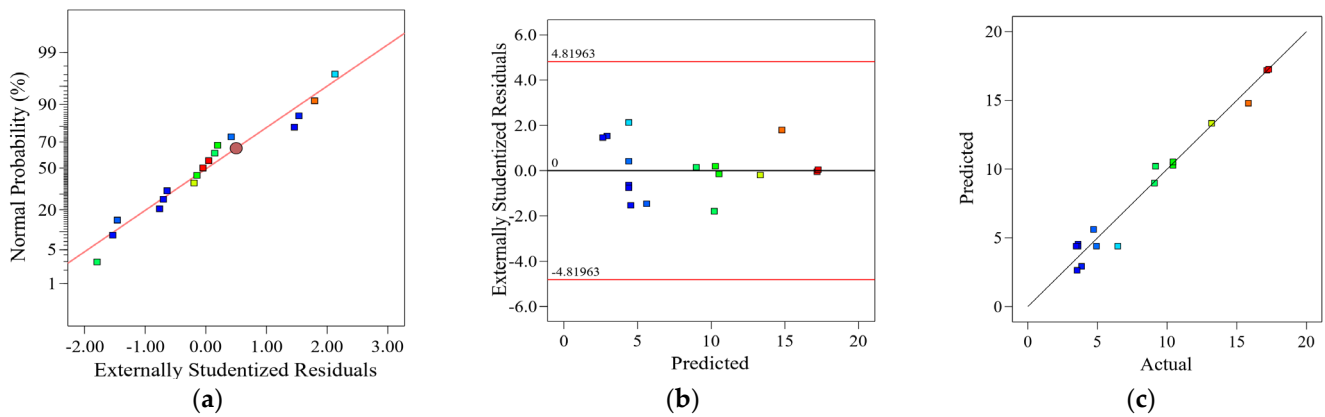 Normal Probability (%)
99
90
70
50
20
5
1
-2.00 -1.00 0.00 1.00 2.00 3.00
Externally Studentized Residuals
(a)
Externally Studentized Residuals
6.0
4.81963
4.0
2.0
0
0.0
-2.0
-4.0
-4.81963
-6.0
0 5 10 15 20
Predicted
(b)
Predicted
20
15
10
5
0
0 5 10 15 20
Actual
(c)